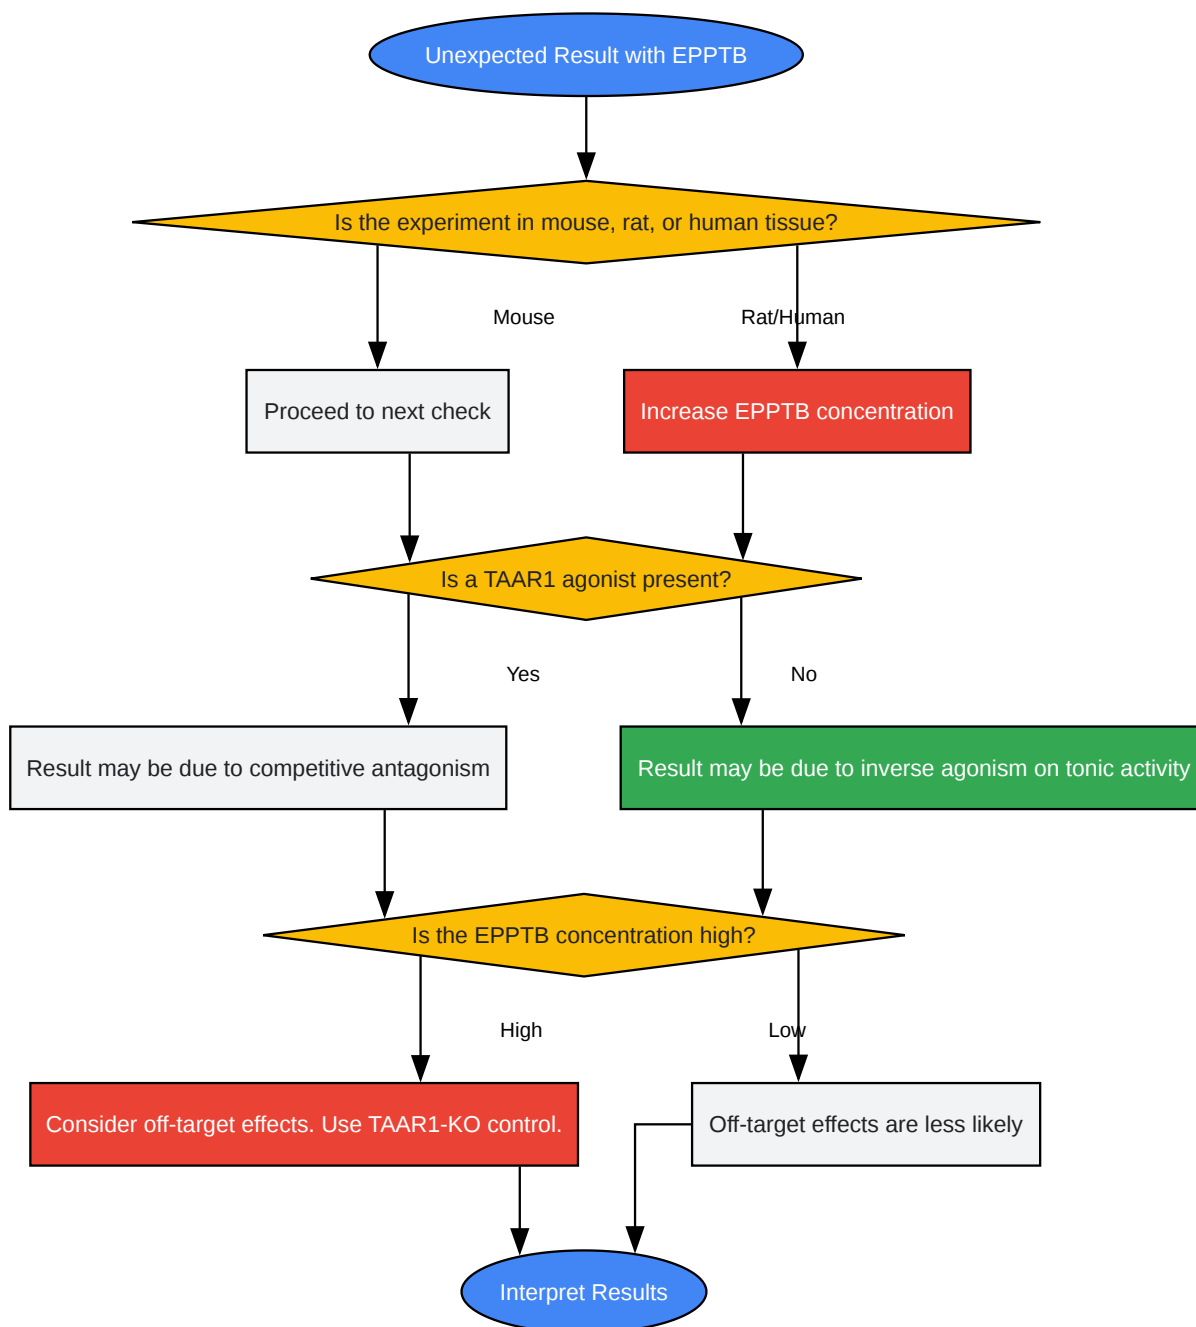 Unexpected Result with EPPTB
Is the experiment in mouse, rat, or human tissue?
Mouse
Rat/Human
Proceed to next check
Increase EPPTB concentration
Is a TAAR1 agonist present?
Yes
No
Result may be due to competitive antagonism
Result may be due to inverse agonism on tonic activity
Is the EPPTB concentration high?
High
Low
Consider off-target effects. Use TAAR1-KO control.
Off-target effects are less likely
Interpret Results